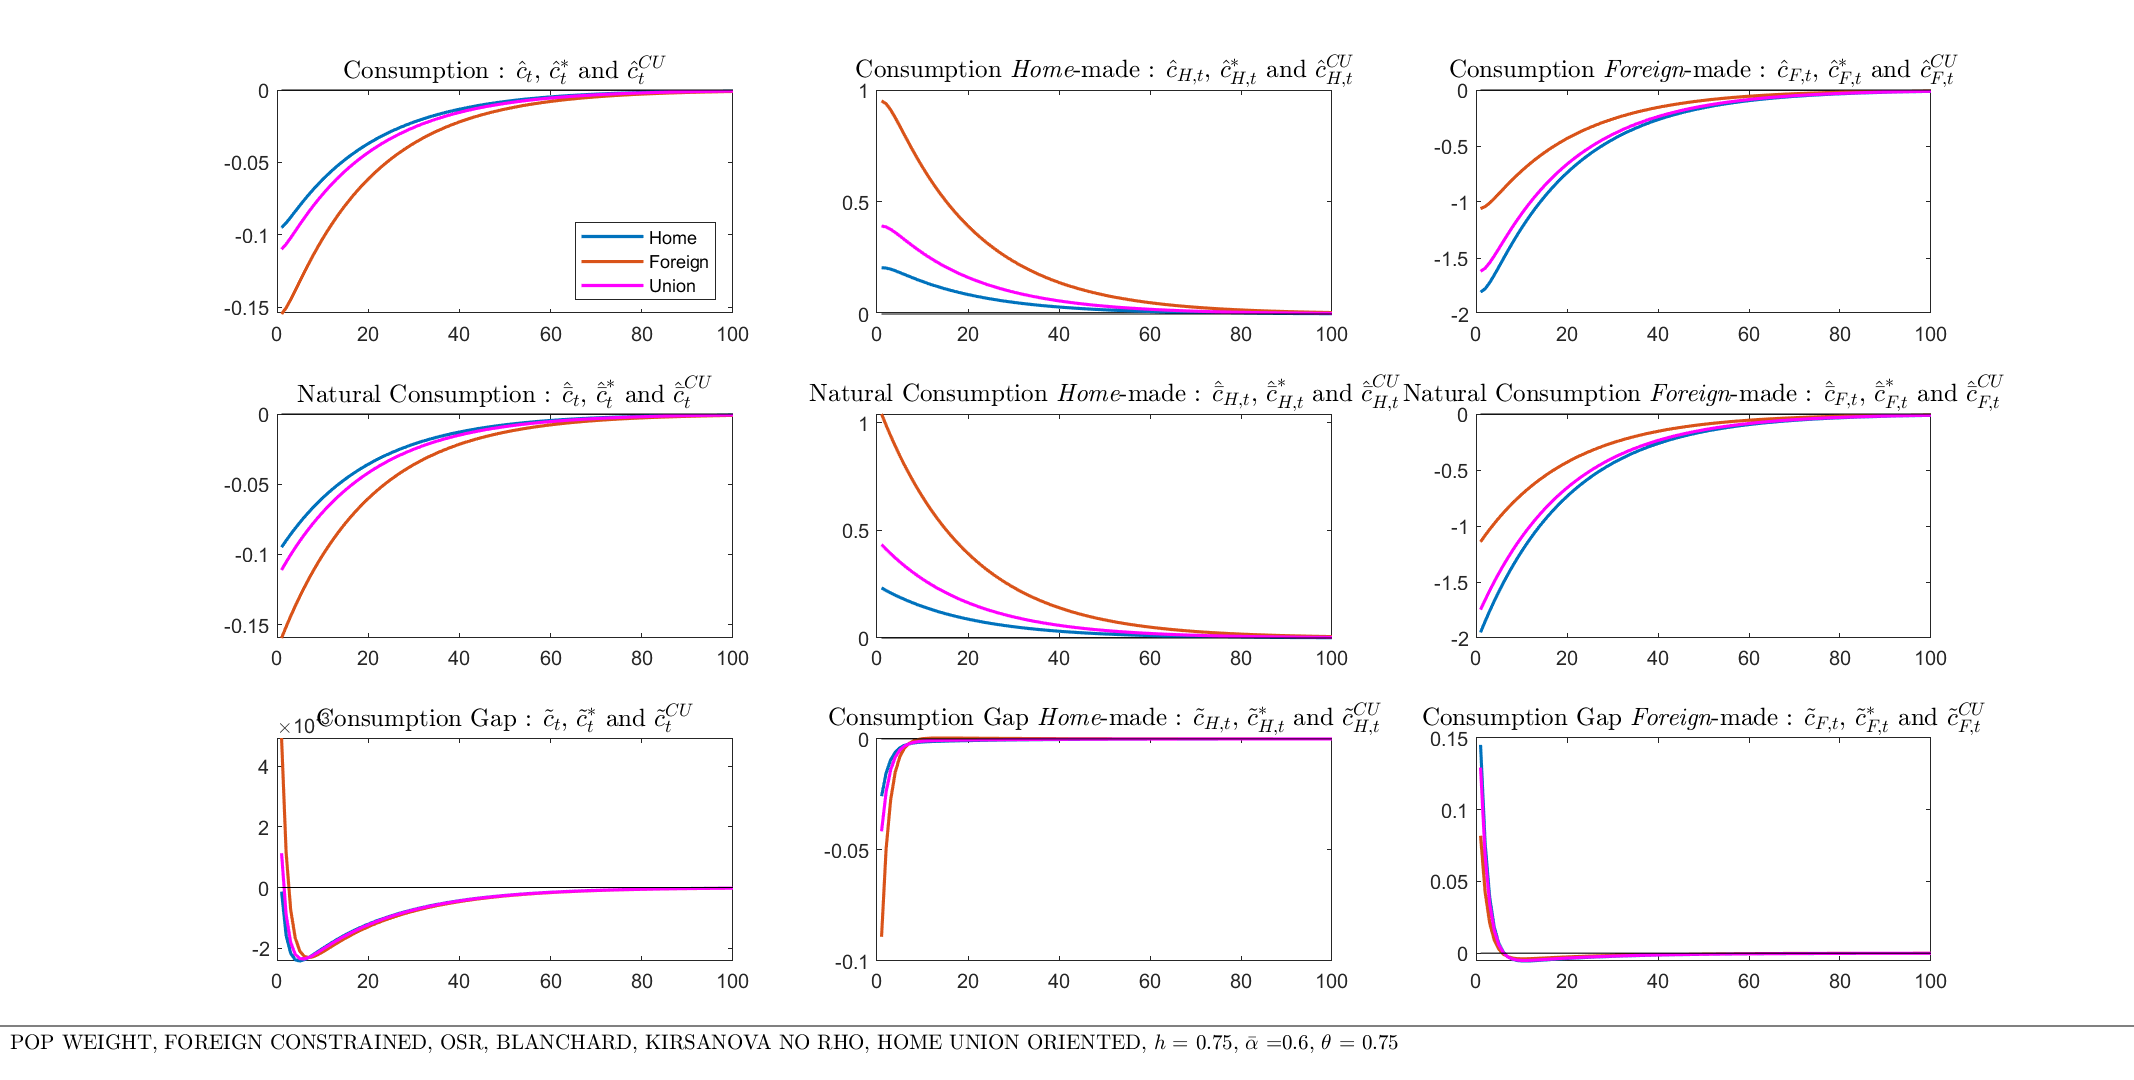 Consumption : ĉ_t, ĉ*_t and ĉ^CU_t
Consumption Home-made : ĉ_H,t, ĉ*_H,t and ĉ^CU_H,t
Consumption Foreign-made : ĉ_F,t, ĉ*_F,t and ĉ^CU_F,t
0
-0.05
-0.1
-0.15
0 20 40 60 80 100
Home
Foreign
Union
1
0.5
0
0 20 40 60 80 100
0
-0.5
-1
-1.5
-2
0 20 40 60 80 100
Natural Consumption : c̄̂_t, c̄̂*_t and c̄̂^CU_t
Natural Consumption Home-made : c̄̂_H,t, c̄̂*_H,t and c̄̂^CU_H,t
Natural Consumption Foreign-made : c̄̂_F,t, c̄̂*_F,t and c̄̂^CU_F,t
0
-0.05
-0.1
-0.15
0 20 40 60 80 100
1
0.5
0
0 20 40 60 80 100
0
-0.5
-1
-1.5
-2
0 20 40 60 80 100
Consumption Gap : c̃_t, c̃*_t and c̃^CU_t
Consumption Gap Home-made : c̃_H,t, c̃*_H,t and c̃^CU_H,t
Consumption Gap Foreign-made : c̃_F,t, c̃*_F,t and c̃^CU_F,t
×10^-3
4
2
0
-2
0 20 40 60 80 100
0
-0.05
-0.1
0 20 40 60 80 100
0.15
0.1
0.05
0
0 20 40 60 80 100
POP WEIGHT, FOREIGN CONSTRAINED, OSR, BLANCHARD, KIRSANOVA NO RHO, HOME UNION ORIENTED, h = 0.75, ᾱ =0.6, θ = 0.75